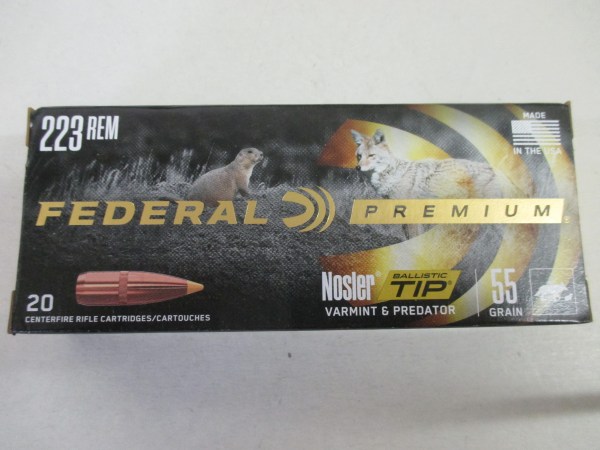 223 REM
MADE
IN THE USA
FEDERAL PREMIUM
Nosler® BALLISTIC TIP® 55 GRAIN
VARMINT & PREDATOR
20
CENTERFIRE RIFLE CARTRIDGES/CARTOUCHES